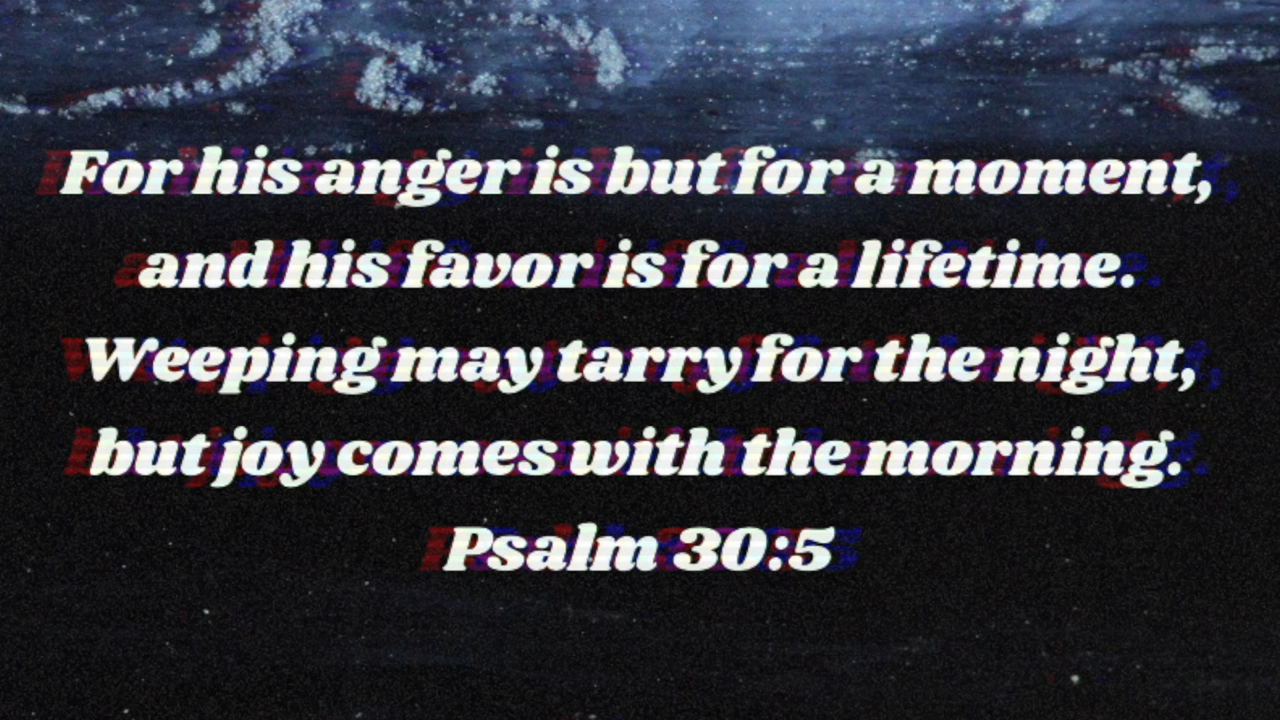 For his anger is but for a moment,
and his favor is for a lifetime.
Weeping may tarry for the night,
but joy comes with the morning.
Psalm 30:5